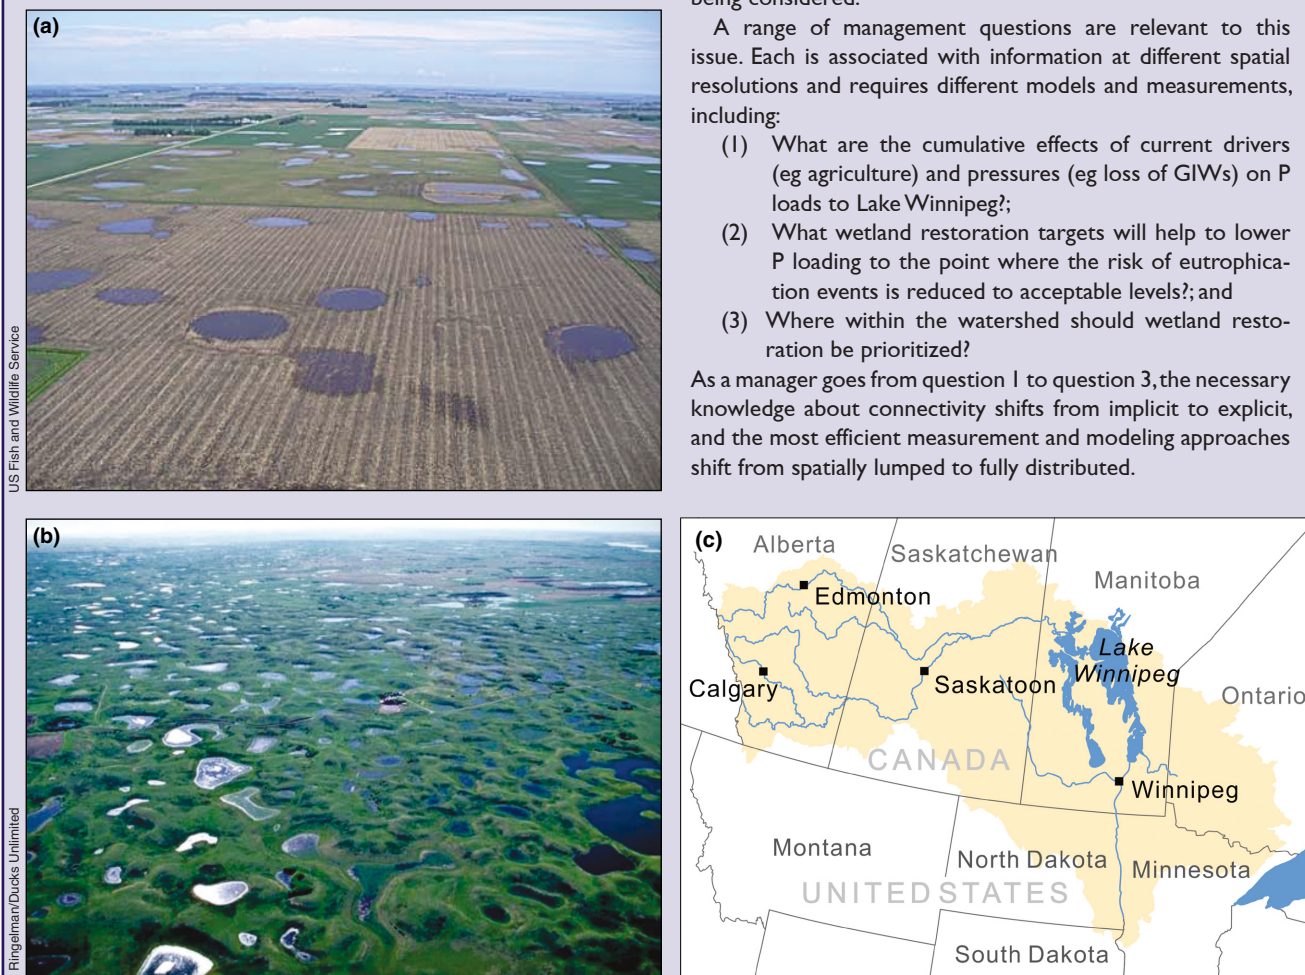 (a)
US Fish and Wildlife Service
being considered.
A range of management questions are relevant to this
issue. Each is associated with information at different spatial
resolutions and requires different models and measurements,
including:
(1) What are the cumulative effects of current drivers
(eg agriculture) and pressures (eg loss of GIWs) on P
loads to Lake Winnipeg?;
(2) What wetland restoration targets will help to lower
P loading to the point where the risk of eutrophica-
tion events is reduced to acceptable levels?; and
(3) Where within the watershed should wetland resto-
ration be prioritized?
As a manager goes from question 1 to question 3, the necessary
knowledge about connectivity shifts from implicit to explicit,
and the most efficient measurement and modeling approaches
shift from spatially lumped to fully distributed.
(b)
Ringelman/Ducks Unlimited
(c)
Alberta
Saskatchewan
Manitoba
Edmonton
Lake
Winnipeg
Calgary
Saskatoon
Ontario
CANADA
Winnipeg
Montana
North Dakota
Minnesota
UNITED STATES
South Dakota